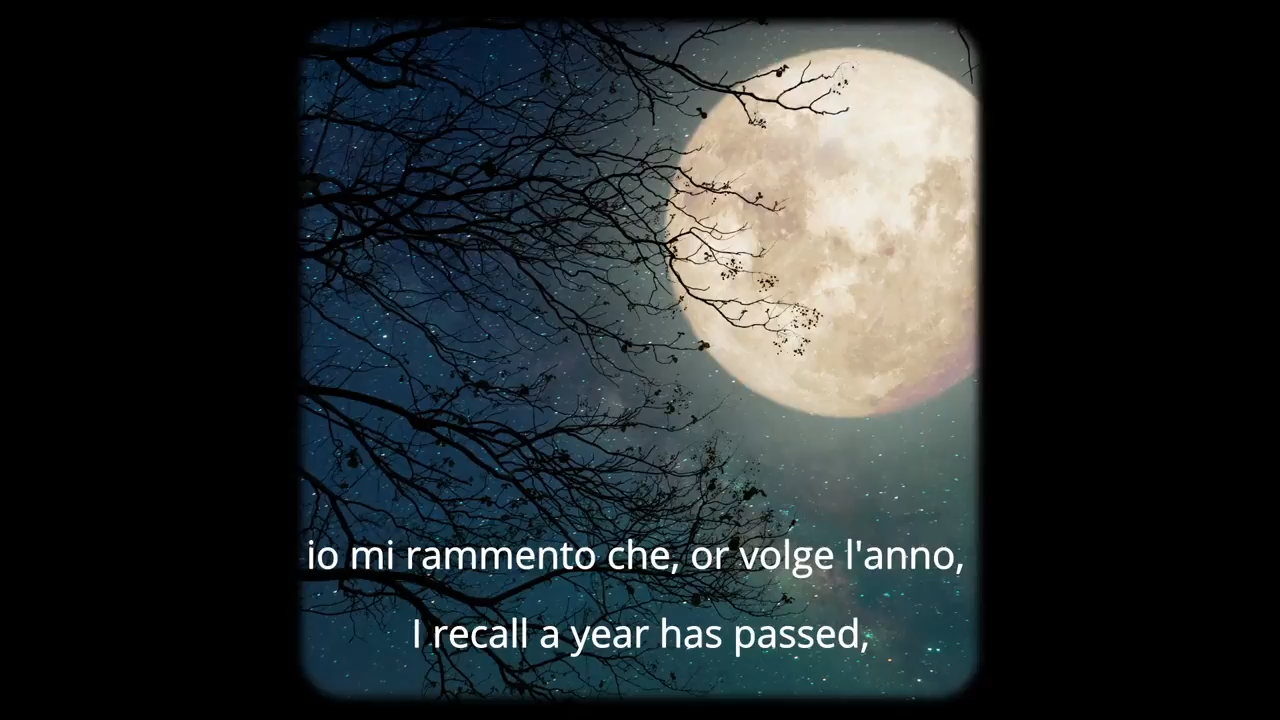 io mi rammento che, or volge l'anno,
I recall a year has passed,